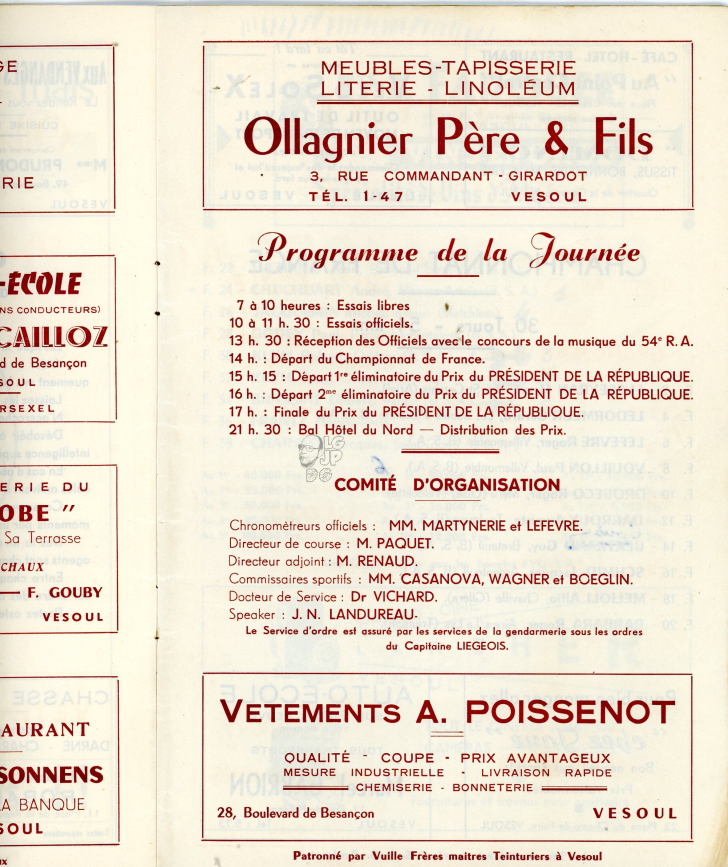 GE
RIE
-ÉCOLE
NS CONDUCTEURS)
CAILLOZ
d de Besançon
SOUL
RSEXEL
ERIE DU
OBE ”
Sa Terrasse
CHAUX
— F. GOUBY
VESOUL
AURANT
SONNENS
LA BANQUE
SOUL
MEUBLES-TAPISSERIE
LITERIE - LINOLÉUM
Ollagnier Père & Fils
3, RUE COMMANDANT - GIRARDOT
TÉL. 1-47 VESOUL
Programme de la Journée
7 à 10 heures : Essais libres
10 à 11 h. 30 : Essais officiels.
13 h. 30 : Réception des Officiels avec le concours de la musique du 54e R. A.
14 h. : Départ du Championnat de France.
15 h. 15 : Départ 1re éliminatoire du Prix du PRÉSIDENT DE LA RÉPUBLIQUE.
16 h. : Départ 2me éliminatoire du Prix du PRÉSIDENT DE LA RÉPUBLIQUE.
17 h. : Finale du Prix du PRÉSIDENT DE LA RÉPUBLIQUE.
21 h. 30 : Bal Hôtel du Nord — Distribution des Prix.
LG
JP
COMITÉ D'ORGANISATION
Chronomètreurs officiels : MM. MARTYNERIE et LEFEVRE.
Directeur de course : M. PAQUET.
Directeur adjoint : M. RENAUD.
Commissaires sportifs : MM. CASANOVA, WAGNER et BOEGLIN.
Docteur de Service : Dr VICHARD.
Speaker : J. N. LANDUREAU.
Le Service d'ordre est assuré par les services de la gendarmerie sous les ordres
du Capitaine LIEGEOIS.
VETEMENTS A. POISSENOT
QUALITÉ - COUPE - PRIX AVANTAGEUX
MESURE INDUSTRIELLE - LIVRAISON RAPIDE
CHEMISERIE - BONNETERIE
28, Boulevard de Besançon VESOUL
Patronné par Vuille Frères maitres Teinturiers à Vesoul